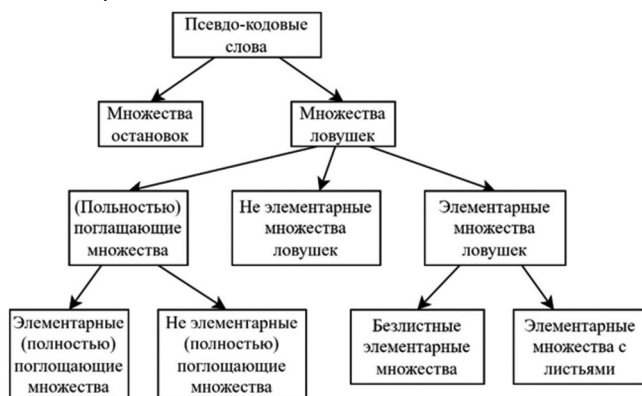 Псевдо-кодовые
слова
Множества
остановок
Множества
ловушек
(Польностью)
поглащающие
множества
Не элементарные
множества
ловушек
Элементарные
множества
ловушек
Элементарные
(полностью)
поглощающие
множества
Не элементарные
(полностью)
поглощающие
множества
Безлистные
элементарные
множества
Элементарные
множества с
листьями